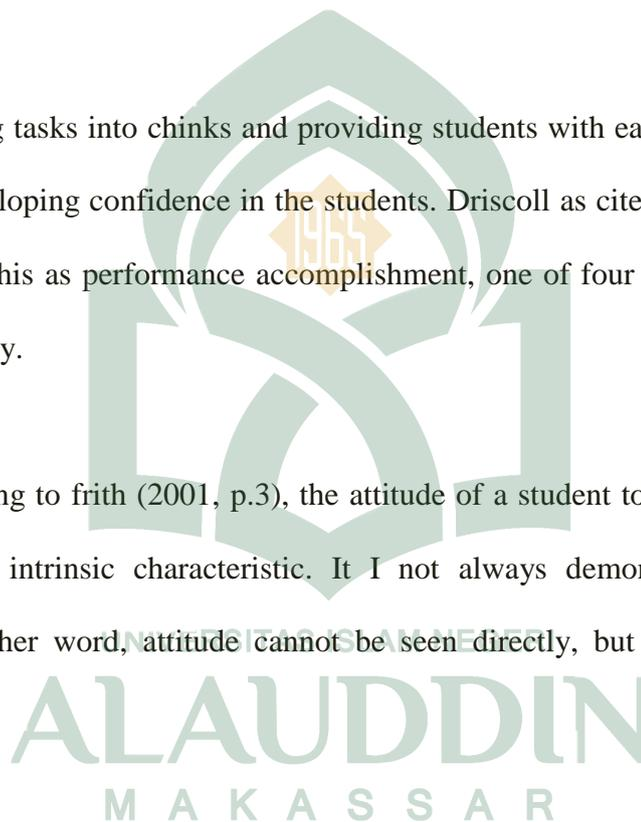 g tasks into chinks and providing students with ea
loping confidence in the students. Driscoll as cite
1965
his as performance accomplishment, one of four
y.
ng to frith (2001, p.3), the attitude of a student to
intrinsic characteristic. It I not always demon
her word, attitude cannot be seen directly, but
UNIVERSITAS ISLAM NEGERI
ALAUDDIN
MAKASSAR